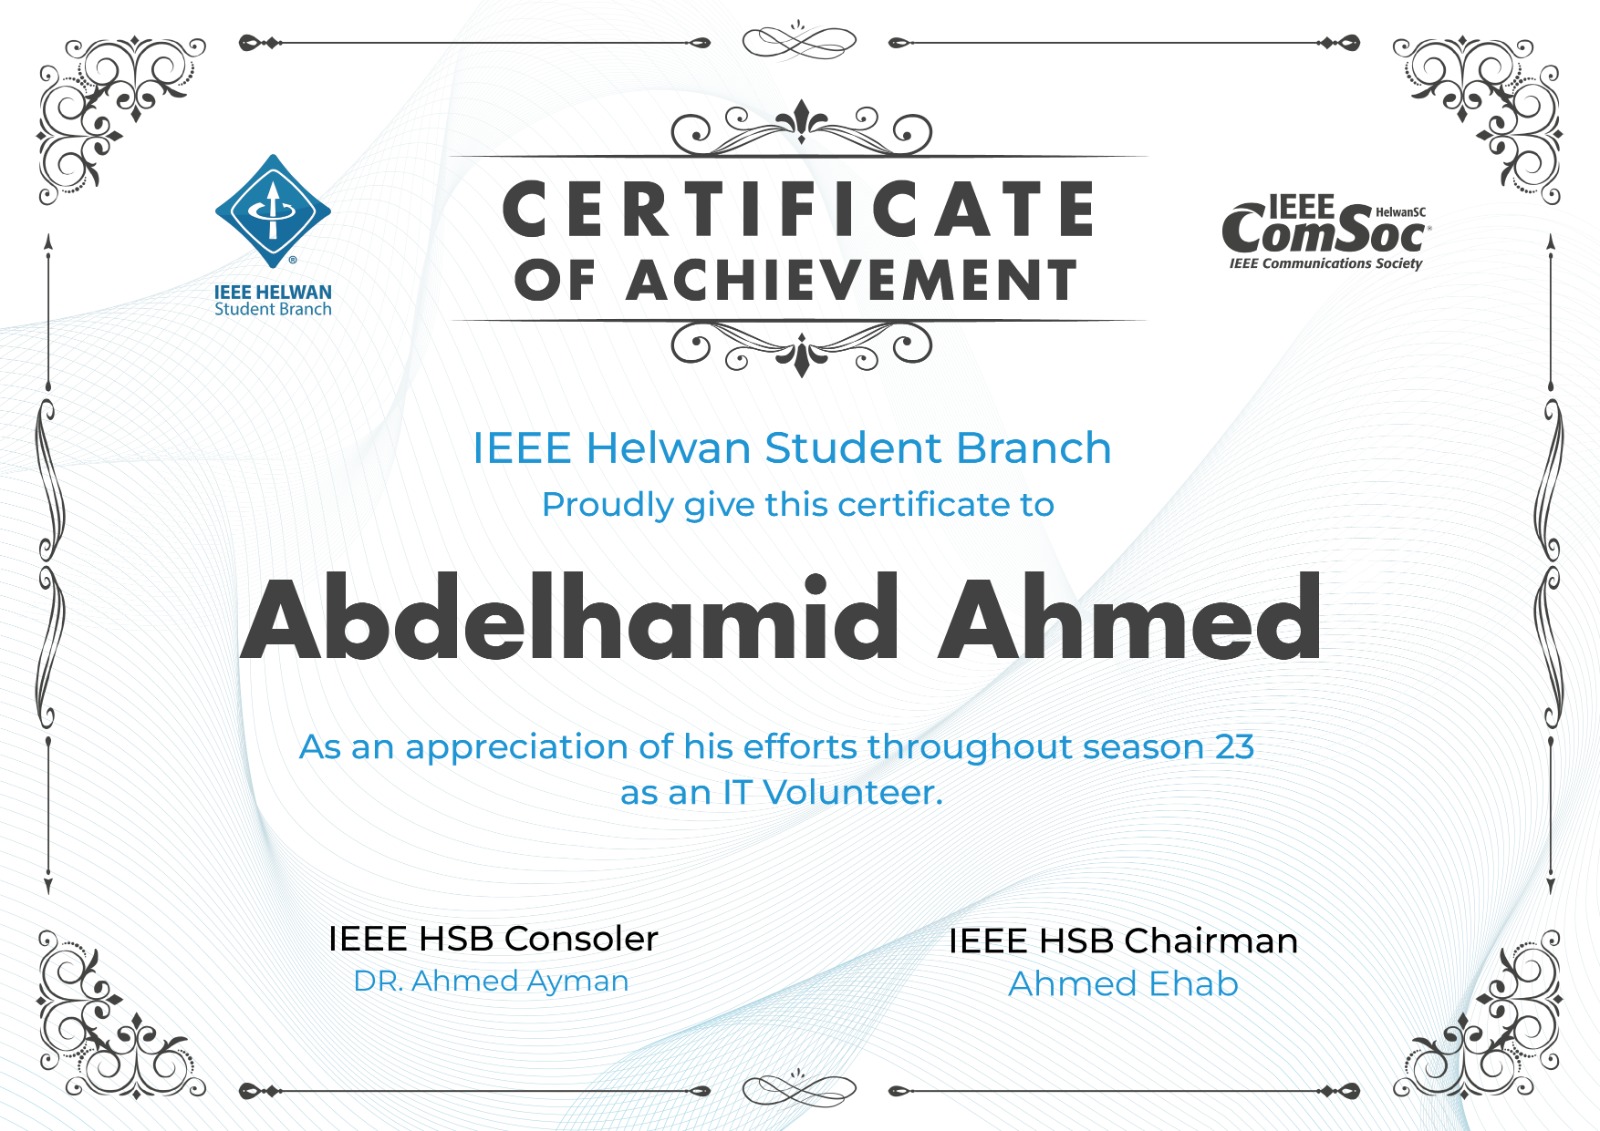 CERTIFICATE
OF ACHIEVEMENT
IEEE HELWAN
Student Branch
IEEE HelwanSC
ComSoc®
IEEE Communications Society
IEEE Helwan Student Branch
Proudly give this certificate to
Abdelhamid Ahmed
As an appreciation of his efforts throughout season 23
as an IT Volunteer.
IEEE HSB Consoler
DR. Ahmed Ayman
IEEE HSB Chairman
Ahmed Ehab